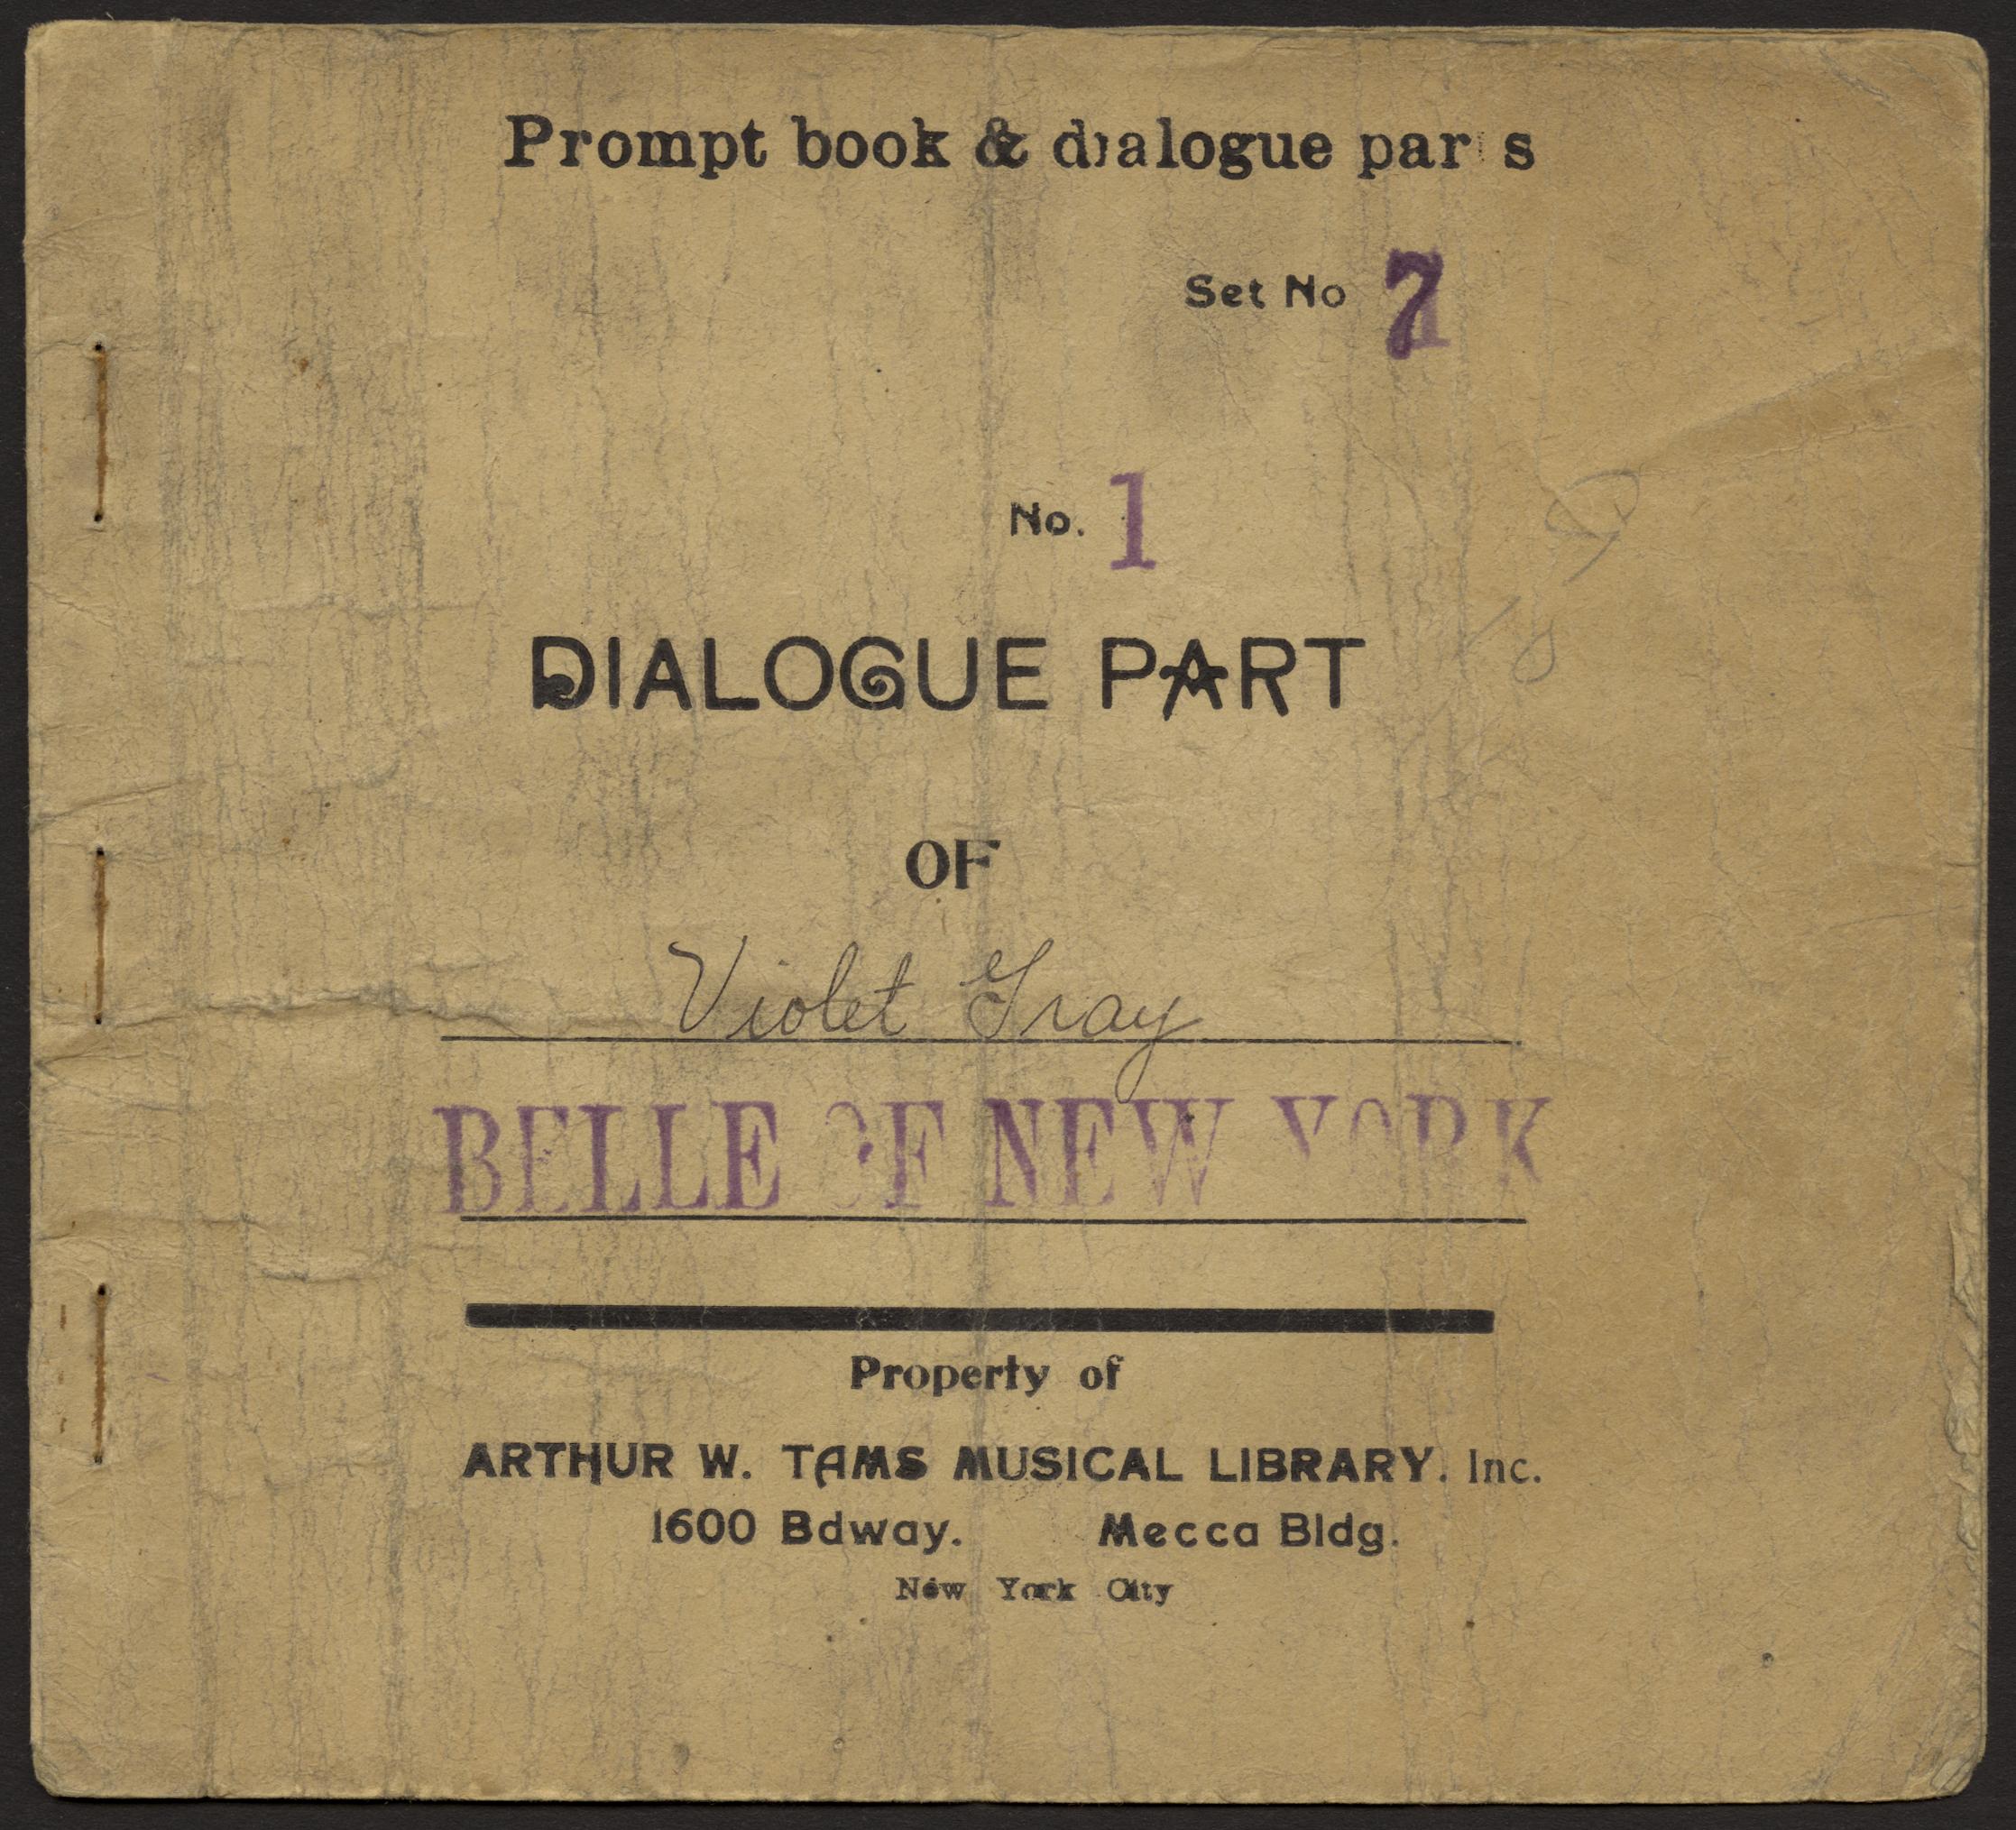 Prompt book & dialogue par s
Set No 7
No. 1
DIALOGUE PART
OF
Violet Gray
BELLE OF NEW YORK
Property of
ARTHUR W. TAMS MUSICAL LIBRARY. Inc.
1600 Bdway. Mecca Bldg.
New York City